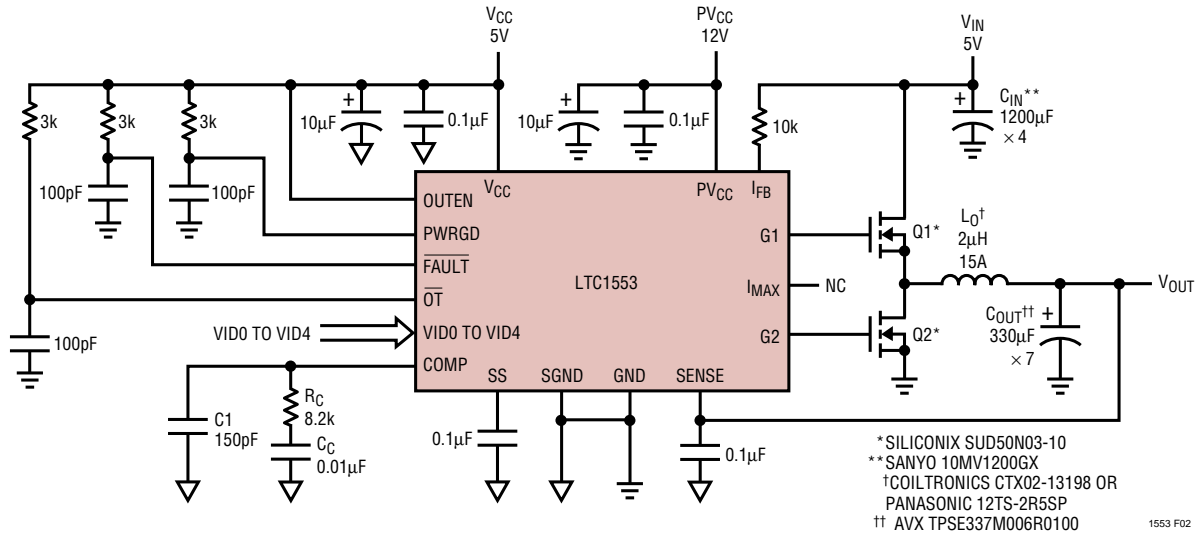 VCC
5V
PVCC
12V
VIN
5V
3k
3k
3k
10µF
+
0.1µF
10µF
+
0.1µF
10k
+
CIN**
1200µF
× 4
100pF
100pF
VCC
PVCC
IFB
OUTEN
PWRGD
FAULT
OT
VID0 TO VID4
VID0 TO VID4
COMP
LTC1553
G1
IMAX
NC
G2
SS
SGND
GND
SENSE
Q1*
Q2*
LO†
2µH
15A
VOUT
COUT††
330µF
× 7
+
100pF
C1
150pF
RC
8.2k
CC
0.01µF
0.1µF
0.1µF
*SILICONIX SUD50N03-10
**SANYO 10MV1200GX
†COILTRONICS CTX02-13198 OR
PANASONIC 12TS-2R5SP
†† AVX TPSE337M006R0100
1553 F02